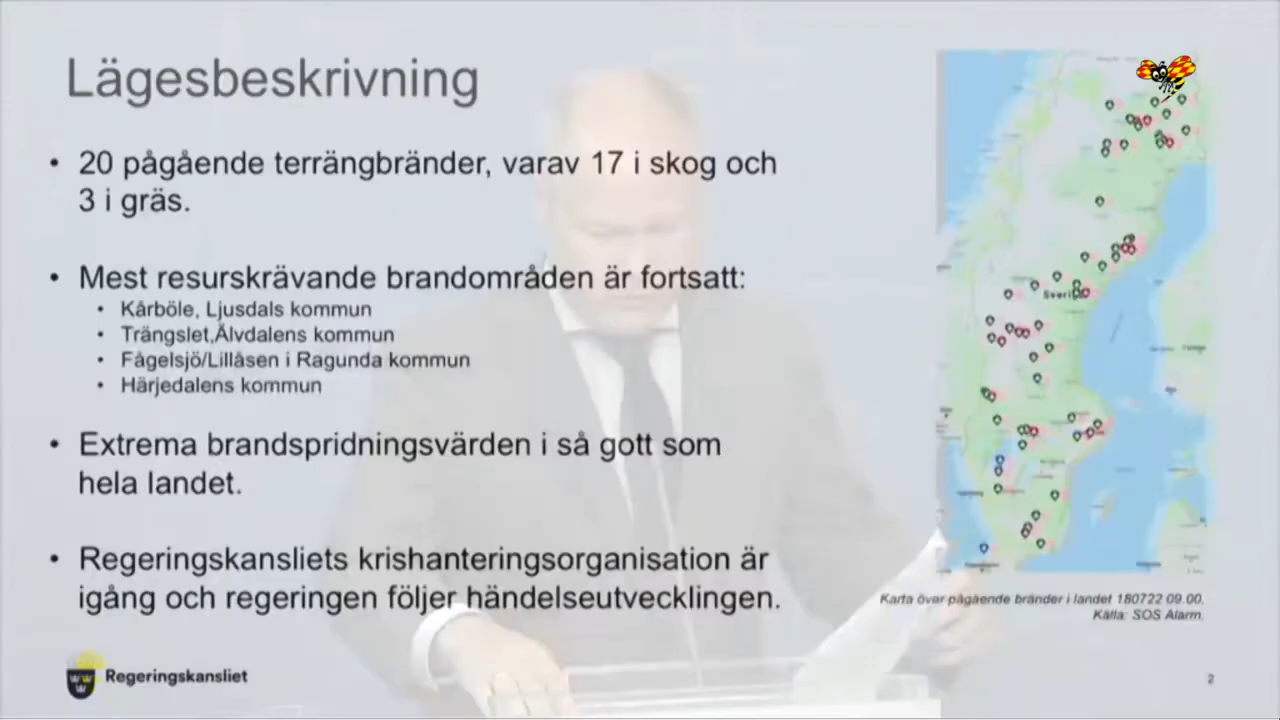 Lägesbeskrivning
• 20 pågående terrängbränder, varav 17 i skog och
3 i gräs.
• Mest resurskrävande brandområden är fortsatt:
• Kårböle, Ljusdals kommun
• Trängslet,Älvdalens kommun
• Fågelsjö/Lillåsen i Ragunda kommun
• Härjedalens kommun
• Extrema brandspridningsvärden i så gott som
hela landet.
• Regeringskansliets krishanteringsorganisation är
igång och regeringen följer händelseutvecklingen.
Sverige
Karta över pågående bränder i landet 180722 09.00.
Källa: SOS Alarm.
Regeringskansliet
2